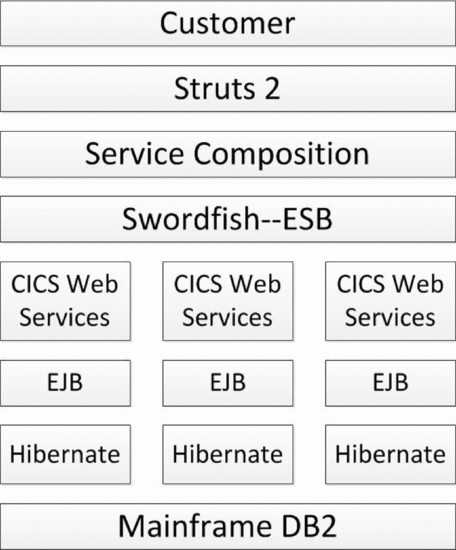 Customer
Struts 2
Service Composition
Swordfish--ESB
CICS Web CICS Web CICS Web
Services Services Services
EJB EJB EJB
Hibernate Hibernate Hibernate
Mainframe DB2